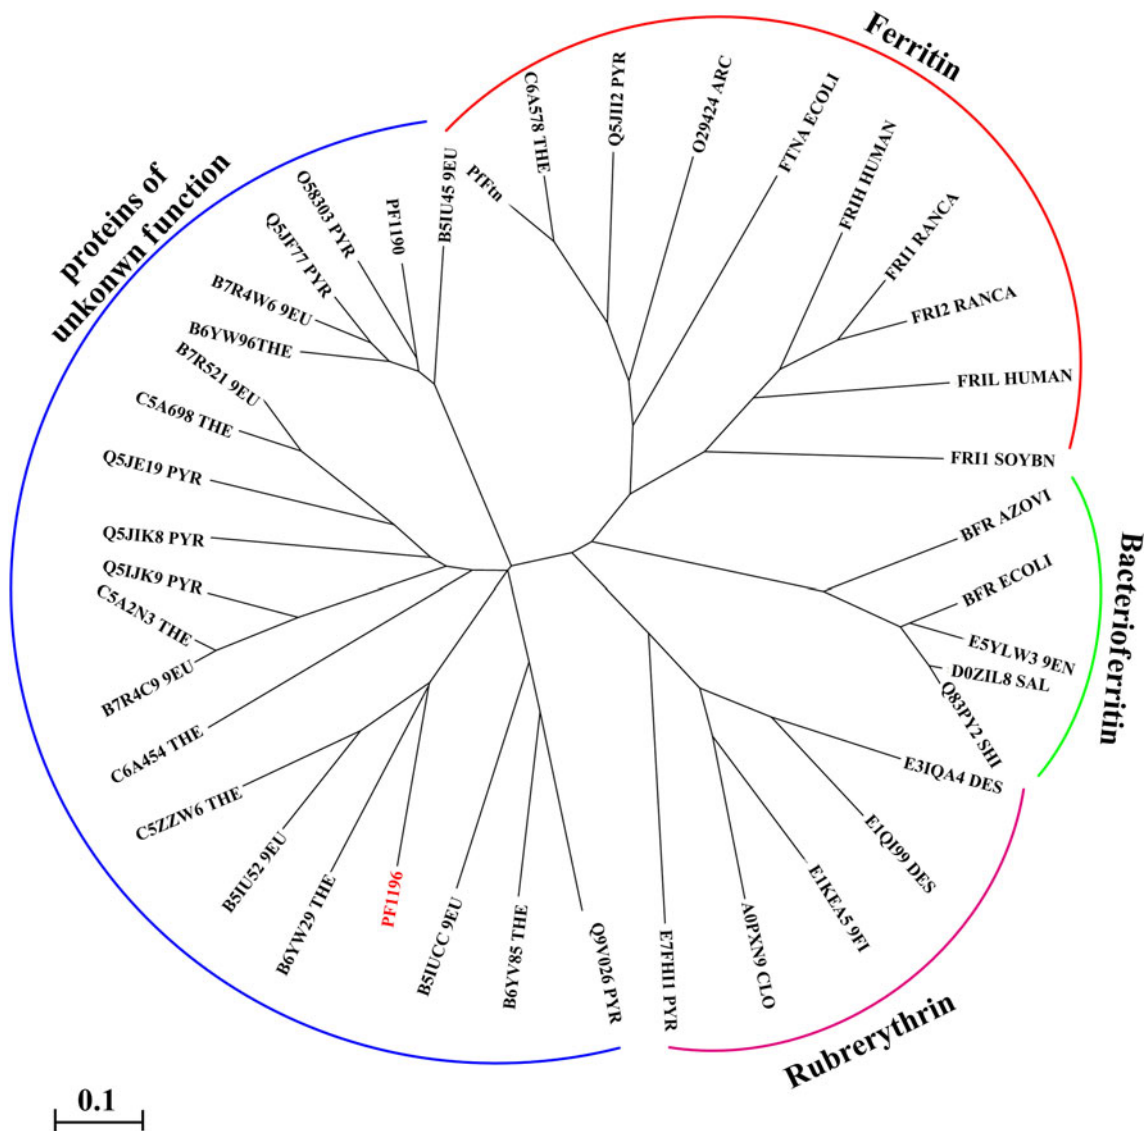 Ferritin
C6A578 THE
Q5JII2 PYR
O29424 ARC
FTNA ECOLI
PfFtn
FRIH HUMAN
FRI1 RANCA
FRI2 RANCA
FRIL HUMAN
FRI1 SOYBN
Bacterioferritin
BFR AZOVI
BFR ECOLI
E5YLW3 9EN
D0ZIL8 SAL
Q83PY2 SHI
Rubrerythrin
E3IQA4 DES
E1QI99 DES
E1KEA5 9FI
A0PXN9 CLO
E7FHI1 PYR
proteins of
unkonwn function
B5IU45 9EU
PF1190
O58303 PYR
Q5JF77 PYR
B7R4W6 9EU
B6YW96THE
B7R521 9EU
C5A698 THE
Q5JE19 PYR
Q5JIK8 PYR
Q5IJK9 PYR
C5A2N3 THE
B7R4C9 9EU
C6A454 THE
C5ZZW6 THE
B5IU52 9EU
B6YW29 THE
PF1196
B5IUCC 9EU
B6YV85 THE
Q9V026 PYR
0.1